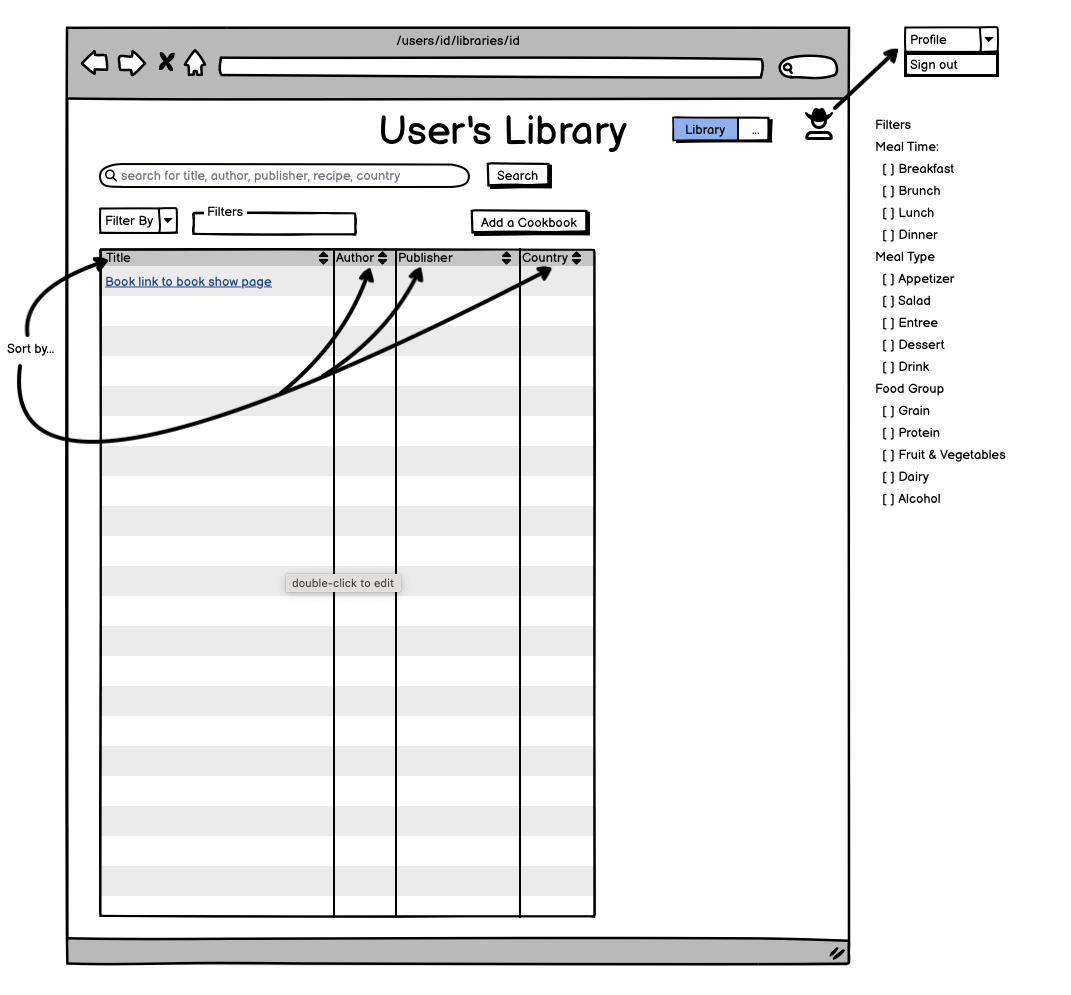 /users/id/libraries/id
Profile
Sign out
User's Library
Library ...
search for title, author, publisher, recipe, country
Search
Filter By
Filters
Add a Cookbook
Title Author Publisher Country
Book link to book show page
Sort by...
double-click to edit
Filters
Meal Time:
[ ] Breakfast
[ ] Brunch
[ ] Lunch
[ ] Dinner
Meal Type
[ ] Appetizer
[ ] Salad
[ ] Entree
[ ] Dessert
[ ] Drink
Food Group
[ ] Grain
[ ] Protein
[ ] Fruit & Vegetables
[ ] Dairy
[ ] Alcohol